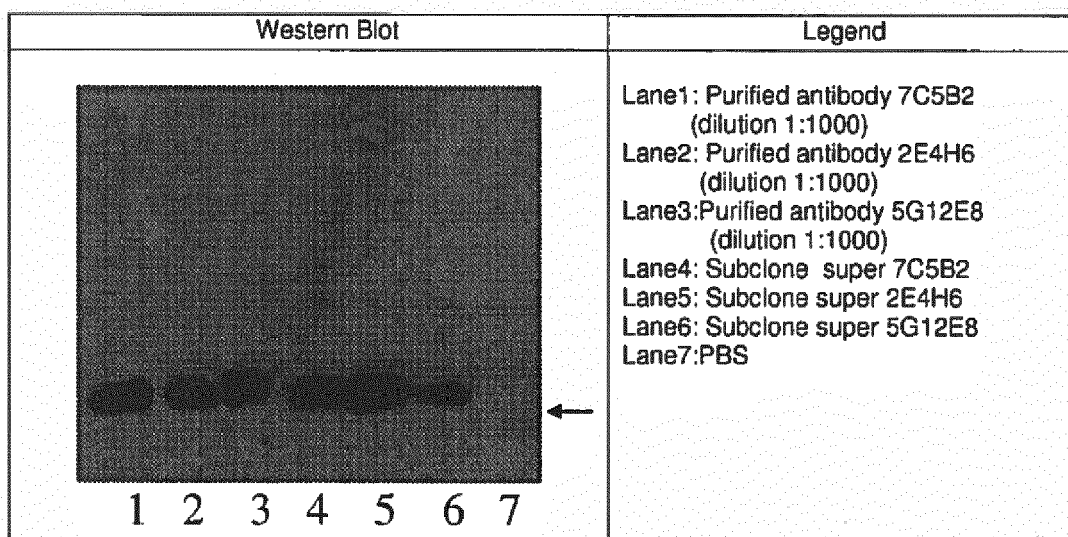 Western Blot
Legend
Lane1: Purified antibody 7C5B2
(dilution 1:1000)
Lane2: Purified antibody 2E4H6
(dilution 1:1000)
Lane3:Purified antibody 5G12E8
(dilution 1:1000)
Lane4: Subclone super 7C5B2
Lane5: Subclone super 2E4H6
Lane6: Subclone super 5G12E8
Lane7:PBS
1 2 3 4 5 6 7